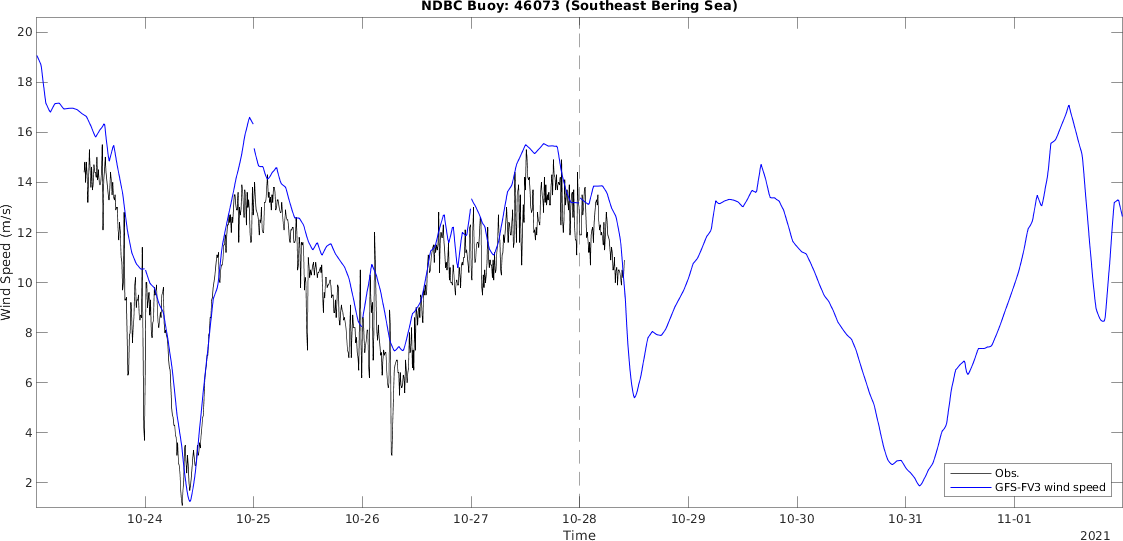 NDBC Buoy: 46073 (Southeast Bering Sea)
20
18
16
14
12
10
8
6
4
2
Wind Speed (m/s)
Obs.
GFS-FV3 wind speed
10-24 10-25 10-26 10-27 10-28 10-29 10-30 10-31 11-01
Time
2021